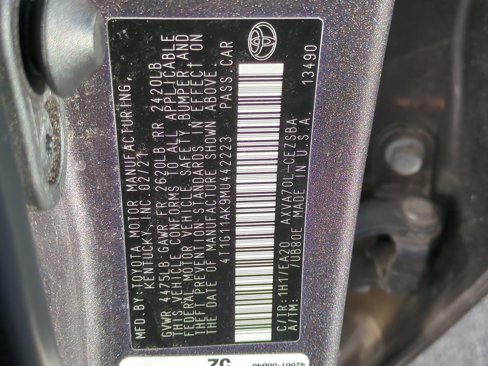 MFD. BY: TOYOTA MOTOR MANUFACTURING
KENTUCKY, INC. 02/21
GVWR 4475LB GAWR FR 2620LB RR 2420LB
THIS VEHICLE CONFORMS TO ALL APPLICABLE
FEDERAL MOTOR VEHICLE SAFETY, BUMPER, AND
THEFT PREVENTION STANDARDS IN EFFECT ON
THE DATE OF MANUFACTURE SHOWN ABOVE
4T1G11AK9MU442223 PASS.CAR
C/TR:1H1/EA20 AXVA70L-CEZSBA
A/TM: /UB80E MADE IN U.S.A.
13490